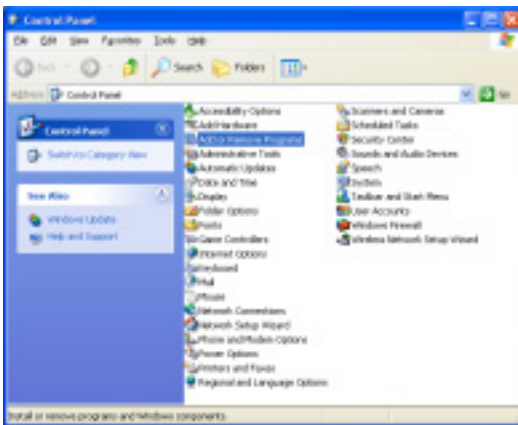 Control Panel
File Edit View Favorites Tools Help
Back Search Folders
Address Control Panel Go
Control Panel
Switch to Category View
See Also
Windows Update
Help and Support
Accessibility Options
Add Hardware
Add or Remove Programs
Administrative Tools
Automatic Updates
Date and Time
Display
Folder Options
Fonts
Game Controllers
Internet Options
Keyboard
Mail
Mouse
Network Connections
Network Setup Wizard
Phone and Modem Options
Power Options
Printers and Faxes
Regional and Language Options
Scanners and Cameras
Scheduled Tasks
Security Center
Sounds and Audio Devices
Speech
System
Taskbar and Start Menu
User Accounts
Windows Firewall
Wireless Network Setup Wizard
Install or remove programs and Windows components.